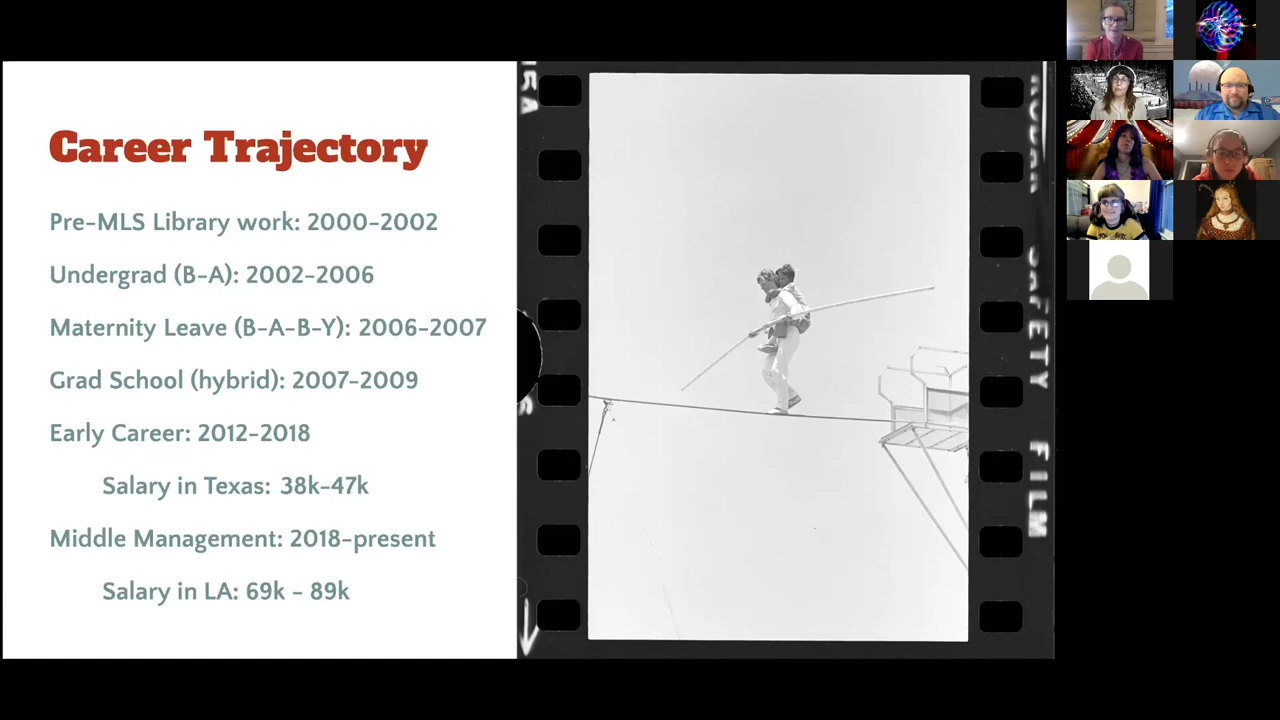 Career Trajectory
Pre-MLS Library work: 2000-2002
Undergrad (B-A): 2002-2006
Maternity Leave (B-A-B-Y): 2006-2007
Grad School (hybrid): 2007-2009
Early Career: 2012-2018
Salary in Texas: 38k-47k
Middle Management: 2018-present
Salary in LA: 69k - 89k
SAFETY
FILM